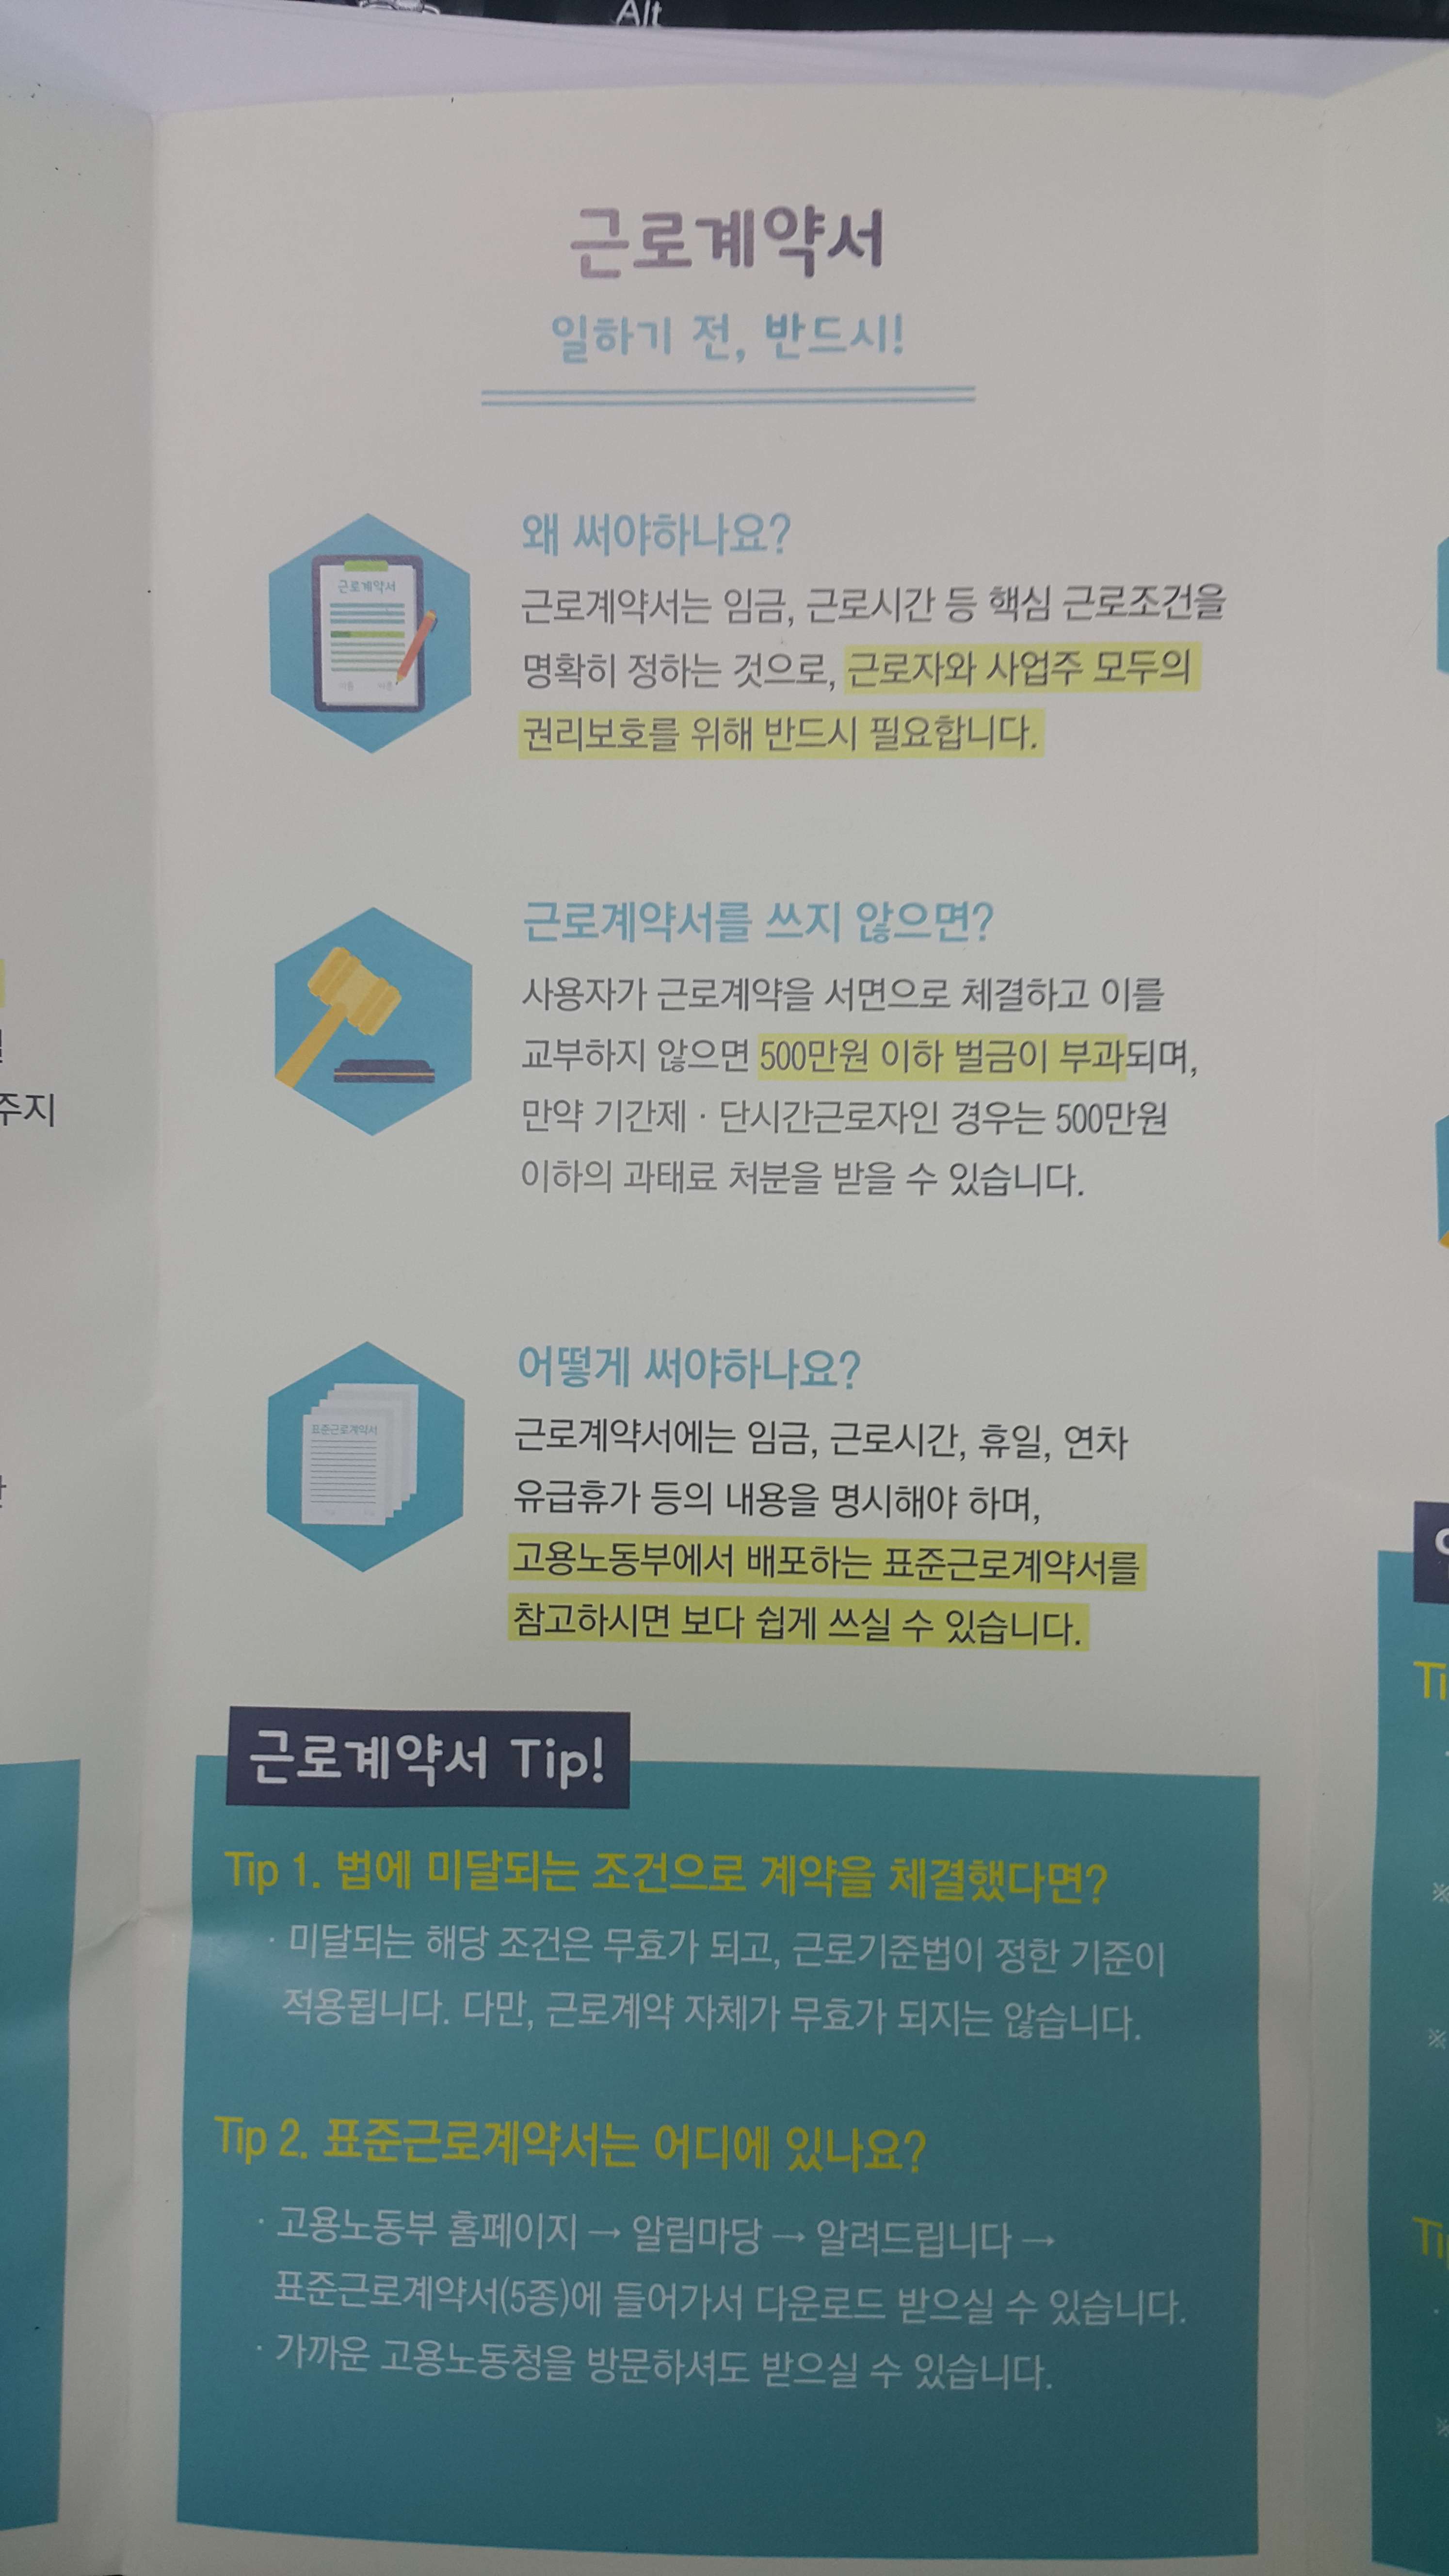 Alt
근로계약서
일하기 전, 반드시!
왜 써야하나요?
근로계약서
근로계약서는 임금, 근로시간 등 핵심 근로조건을
명확히 정하는 것으로, 근로자와 사업주 모두의
권리보호를 위해 반드시 필요합니다.
근로계약서를 쓰지 않으면?
사용자가 근로계약을 서면으로 체결하고 이를
교부하지 않으면 500만원 이하 벌금이 부과되며,
만약 기간제 · 단시간근로자인 경우는 500만원
이하의 과태료 처분을 받을 수 있습니다.
주지
어떻게 써야하나요?
표준근로계약서
근로계약서에는 임금, 근로시간, 휴일, 연차
유급휴가 등의 내용을 명시해야 하며,
고용노동부에서 배포하는 표준근로계약서를
참고하시면 보다 쉽게 쓰실 수 있습니다.
근로계약서 Tip!
Tip 1. 법에 미달되는 조건으로 계약을 체결했다면?
· 미달되는 해당 조건은 무효가 되고, 근로기준법이 정한 기준이
적용됩니다. 다만, 근로계약 자체가 무효가 되지는 않습니다.
Tip 2. 표준근로계약서는 어디에 있나요?
· 고용노동부 홈페이지 → 알림마당 → 알려드립니다 →
표준근로계약서(5종)에 들어가서 다운로드 받으실 수 있습니다.
· 가까운 고용노동청을 방문하셔도 받으실 수 있습니다.